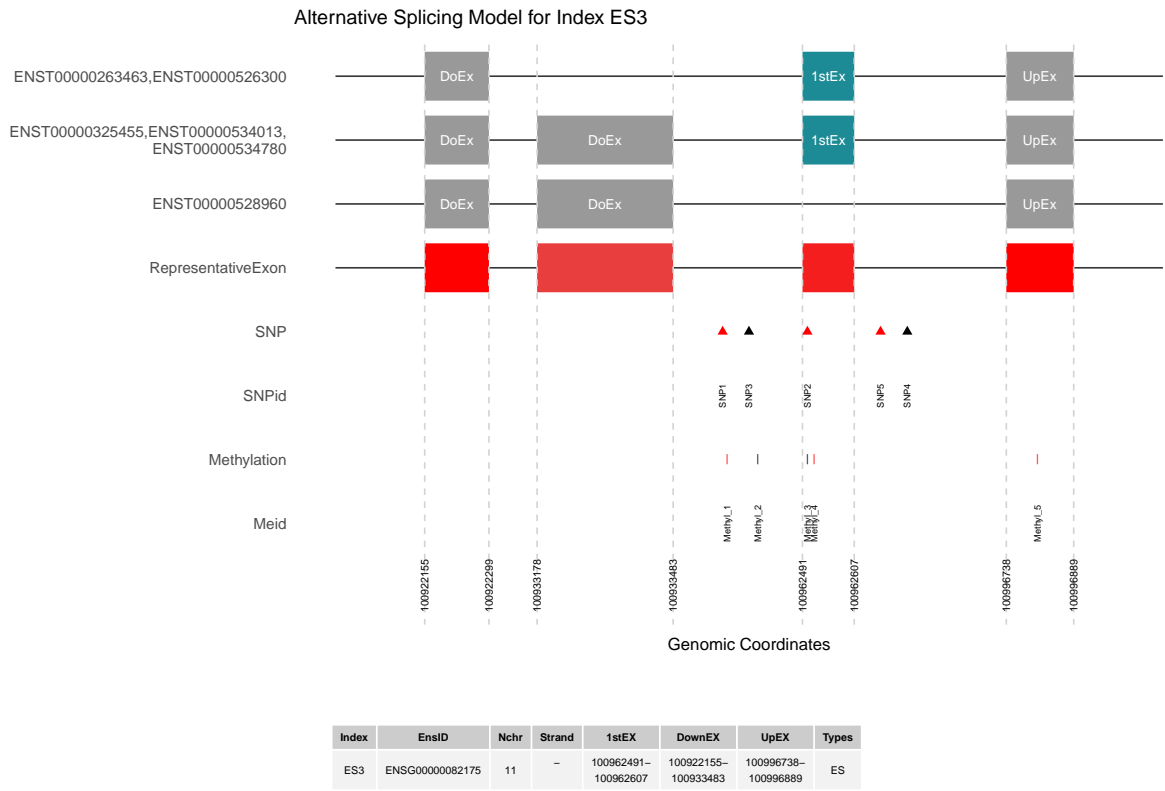 Alternative Splicing Model for Index ES3
ENST00000263463,ENST00000526300
DoEx 1stEx UpEx
ENST00000325455,ENST00000534013,
ENST00000534780
DoEx DoEx 1stEx UpEx
ENST00000528960
DoEx DoEx UpEx
RepresentativeExon
SNP
SNPid
SNP1 SNP3 SNP2 SNP5 SNP4
Methylation
Meid
Methyl_1 Methyl_2 Methyl_3 Methyl_4 Methyl_5
100922155 100922299 100933178 100933483 100962491 100962607 100996738 100996889
Genomic Coordinates
Index EnsID Nchr Strand 1stEX DownEX UpEX Types
ES3 ENSG00000082175 11 – 100962491– 100922155– 100996738– ES
100962607 100933483 100996889